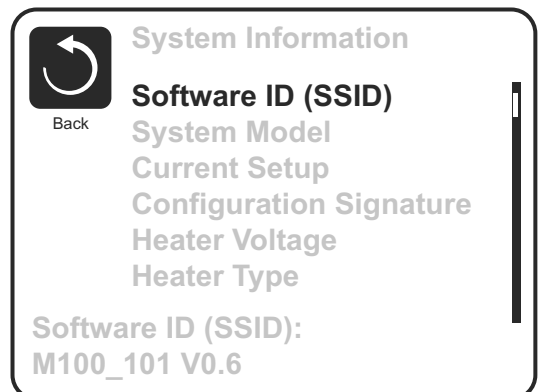 System Information
Back
Software ID (SSID)
System Model
Current Setup
Configuration Signature
Heater Voltage
Heater Type
Software ID (SSID):
M100_101 V0.6